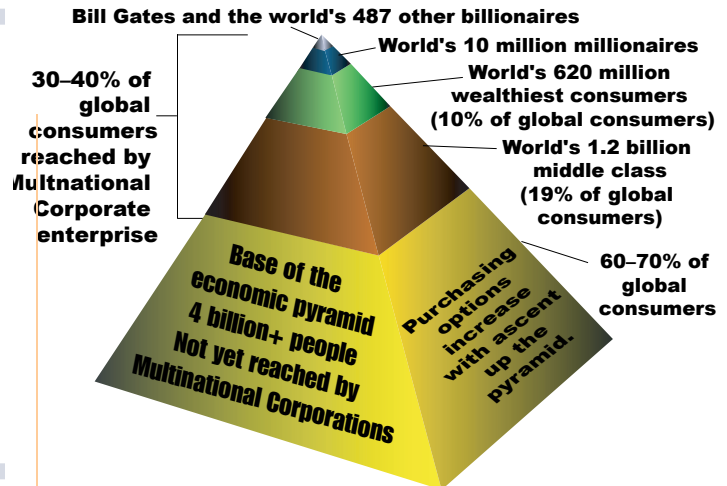 Bill Gates and the world's 487 other billionaires
World's 10 million millionaires
World's 620 million
wealthiest consumers
(10% of global consumers)
World's 1.2 billion
middle class
(19% of global
consumers)
60–70% of
global
consumers
30–40% of
global
consumers
reached by
Multnational
Corporate
enterprise
Base of the
economic pyramid
4 billion+ people
Not yet reached by
Multinational Corporations
Purchasing
options
increase
with ascent
up the
pyramid.